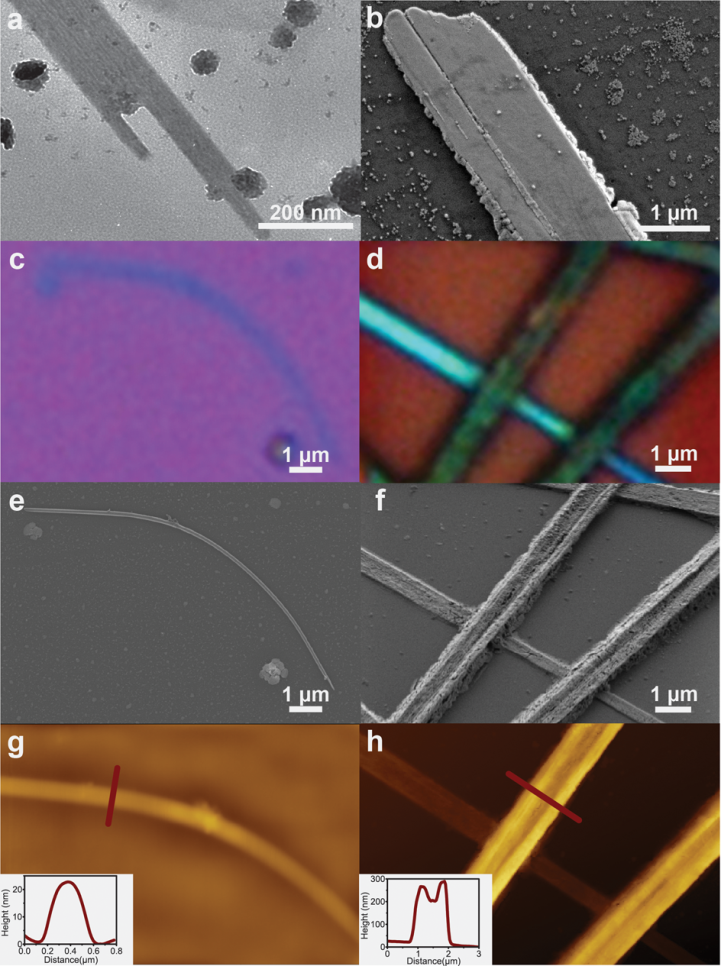 a
200 nm
b
1 µm
c
1 µm
d
1 µm
e
1 µm
f
1 µm
g
Height (nm)
20
10
0
0.0 0.2 0.4 0.6 0.8
Distance(µm)
h
Height (nm)
300
200
100
0
0 1 2 3
Distance(µm)